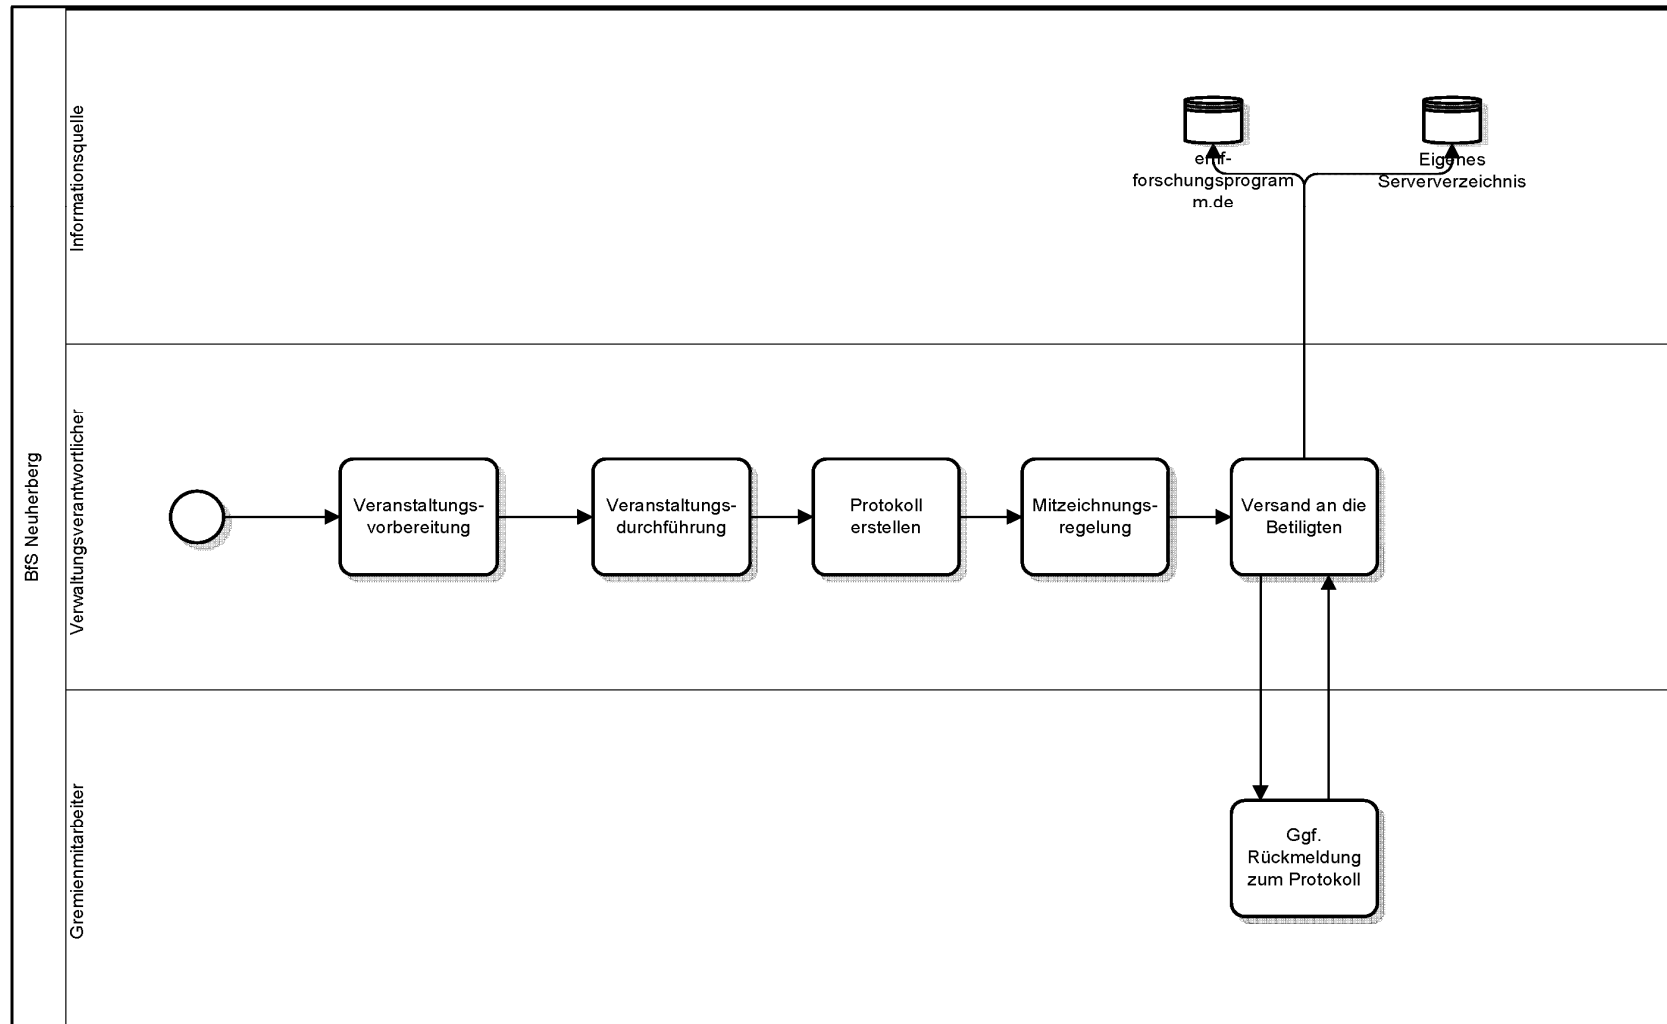 BfS Neuherberg
Informationsquelle
forschungsprogram
m.de
Eigenes
Serververzeichnis
Verwaltungsverantwortlicher
Veranstaltungs-
vorbereitung
Veranstaltungs-
durchführung
Protokoll
erstellen
Mitzeichnungs-
regelung
Versand an die
Betiligten
Gremienmitarbeiter
Ggf.
Rückmeldung
zum Protokoll